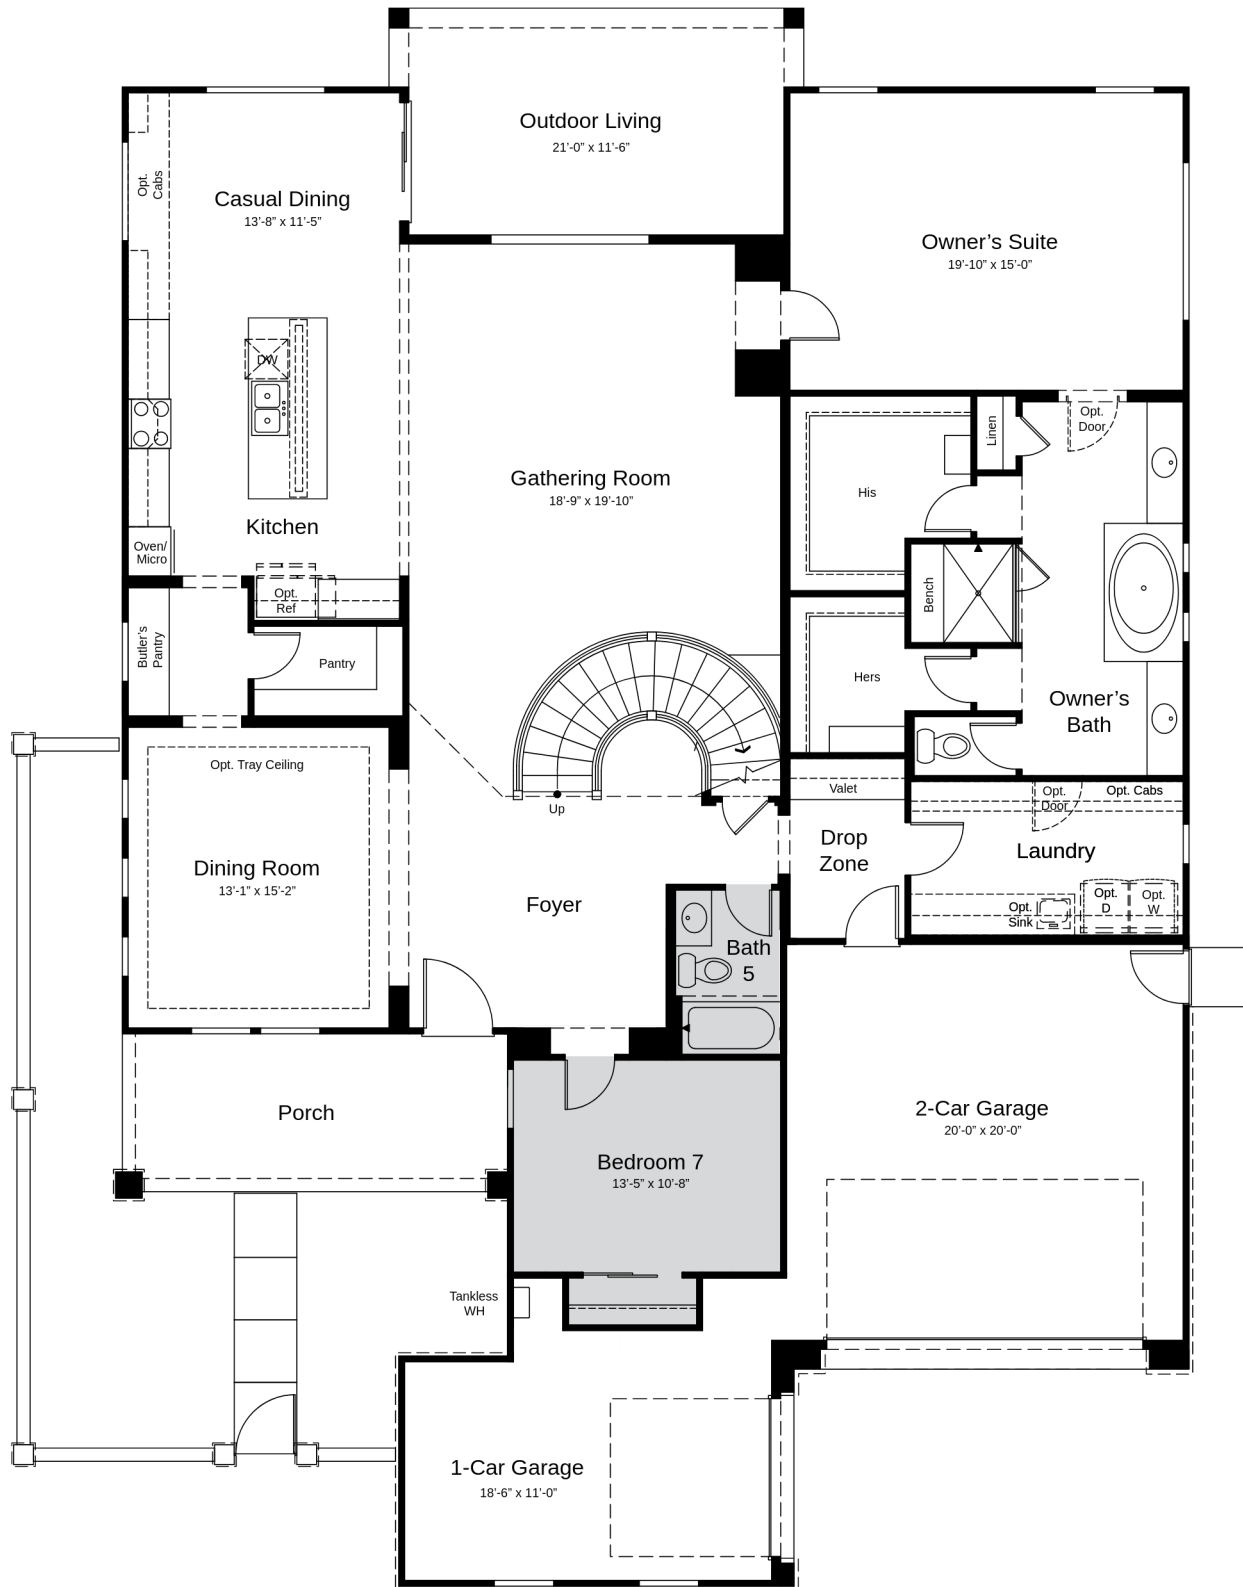 Outdoor Living
21’-0” x 11’-6”
Opt.
Cabs
Casual Dining
13’-8” x 11’-5”
Owner’s Suite
19’-10” x 15’-0”
DW
Opt.
Door
Linen
Gathering Room
18’-9” x 19’-10”
His
Kitchen
Oven/
Micro
Opt.
Ref
Bench
Butler’s
Pantry
Pantry
Hers
Owner’s
Bath
Opt. Tray Ceiling
Up
Valet
Opt.
Door
Opt. Cabs
Drop
Zone
Laundry
Dining Room
13’-1” x 15’-2”
Foyer
Opt.
Sink
Opt.
D
Opt.
W
Bath
5
Porch
2-Car Garage
20’-0” x 20’-0”
Bedroom 7
13’-5” x 10’-8”
Tankless
WH
1-Car Garage
18’-6” x 11’-0”